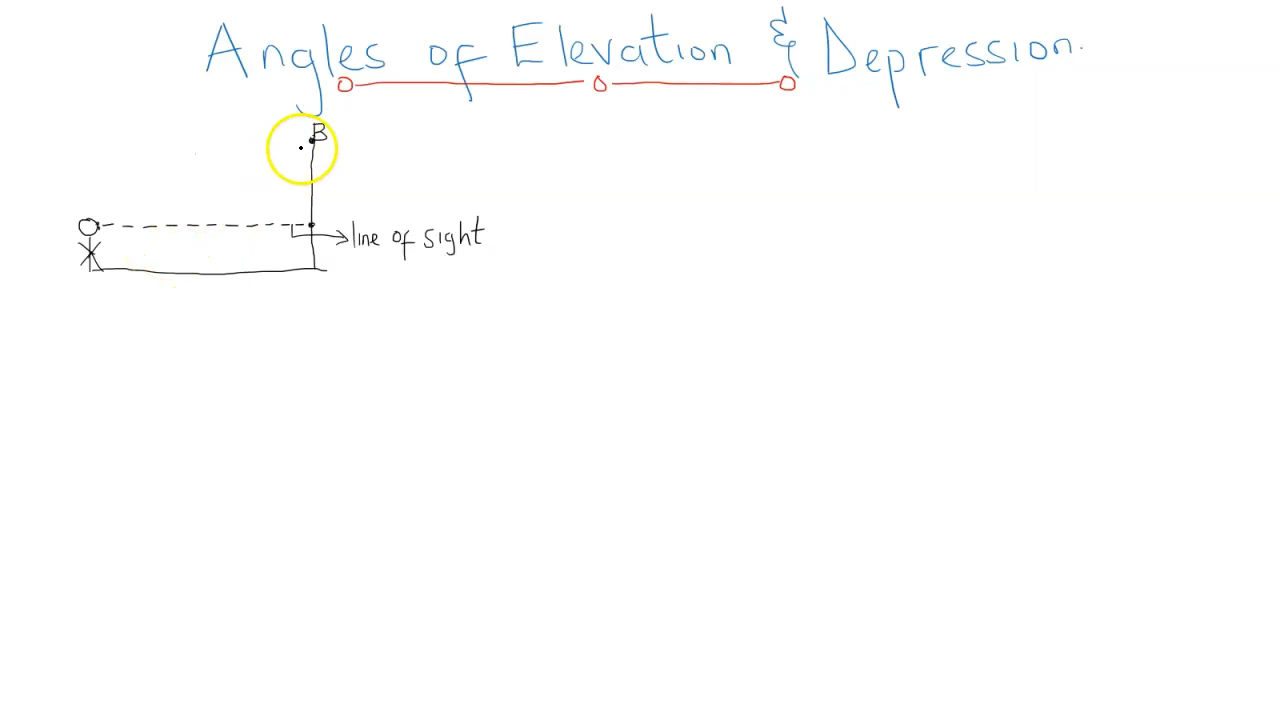 Angles of Elevation & Depression.
B
line of sight